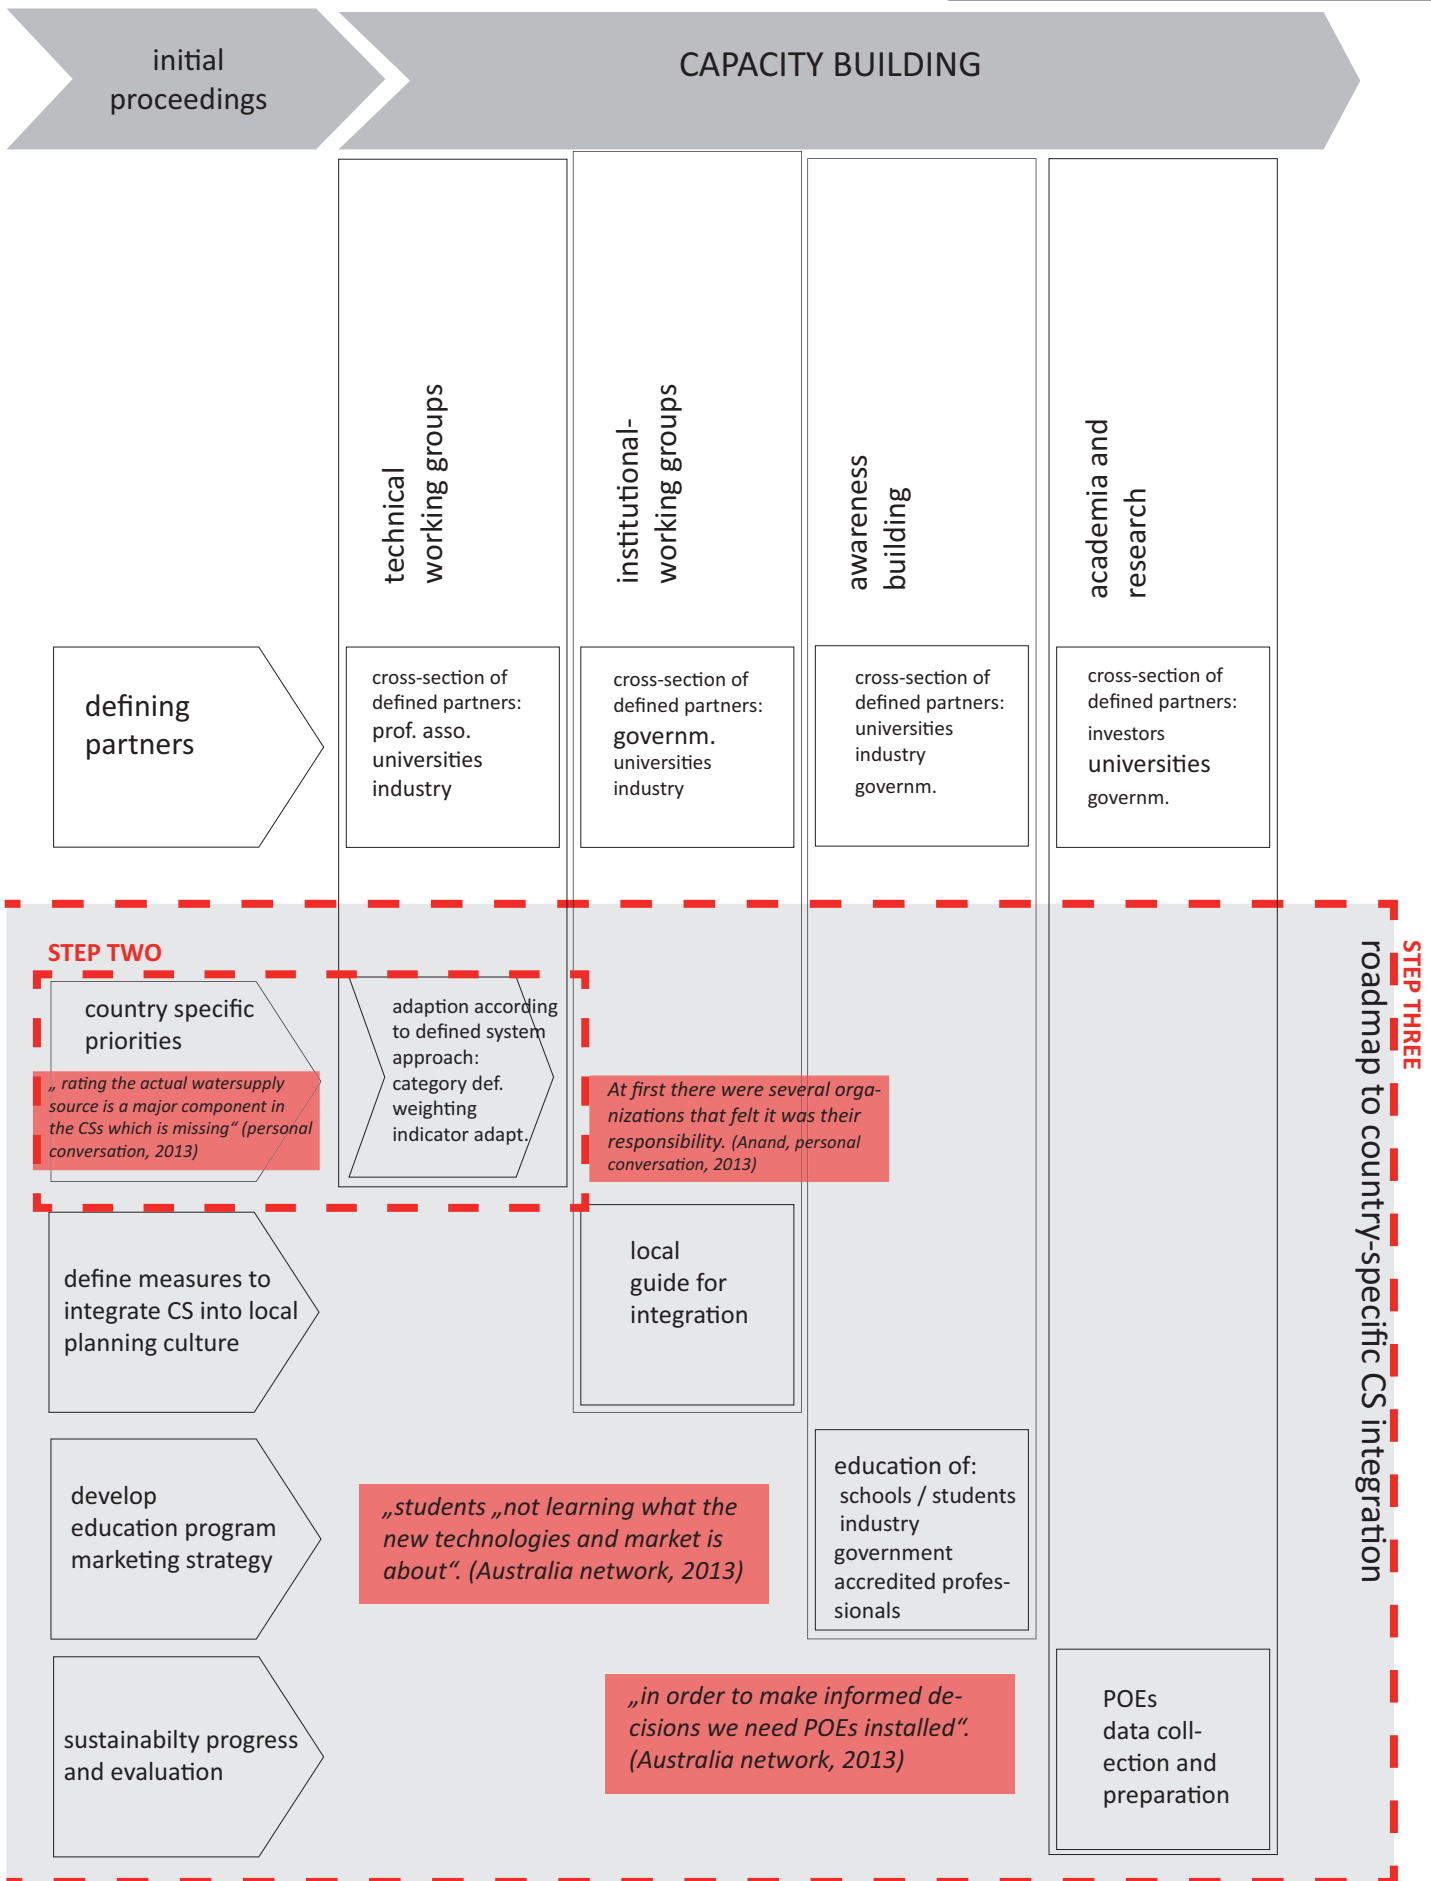 initial
proceedings
CAPACITY BUILDING
technical
working groups
institutional-
working groups
awareness
building
academia and
research
defining
partners
cross-section of
defined partners:
prof. asso.
universities
industry
cross-section of
defined partners:
governm.
universities
industry
cross-section of
defined partners:
universities
industry
governm.
cross-section of
defined partners:
investors
universities
governm.
STEP TWO
STEP THREE
roadmap to country-specific CS integration
country specific
priorities
„ rating the actual watersupply
source is a major component in
the CSs which is missing“ (personal
conversation, 2013)
adaption according
to defined system
approach:
category def.
weighting
indicator adapt.
At first there were several orga-
nizations that felt it was their
responsibility. (Anand, personal
conversation, 2013)
define measures to
integrate CS into local
planning culture
local
guide for
integration
develop
education program
marketing strategy
„students „not learning what the
new technologies and market is
about“. (Australia network, 2013)
education of:
schools / students
industry
government
accredited profes-
sionals
sustainabilty progress
and evaluation
„in order to make informed de-
cisions we need POEs installed“.
(Australia network, 2013)
POEs
data coll-
ection and
preparation